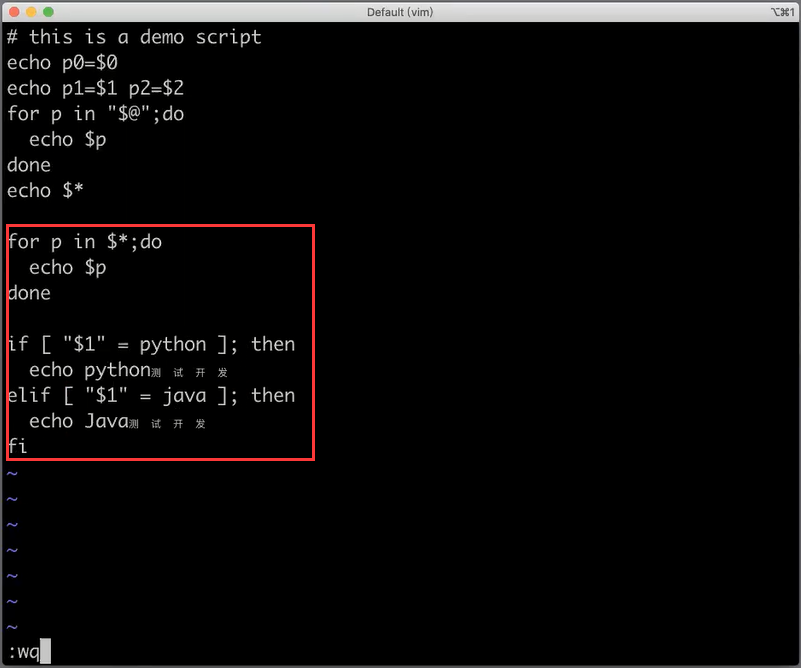 Default (vim)
⌥⌘1
# this is a demo script
echo p0=$0
echo p1=$1 p2=$2
for p in "$@";do
  echo $p
done
echo $*

for p in $*;do
  echo $p
done

if [ "$1" = python ]; then
  echo python测试开发
elif [ "$1" = java ]; then
  echo Java测试开发
fi
~
~
~
~
~
~
~
:wq